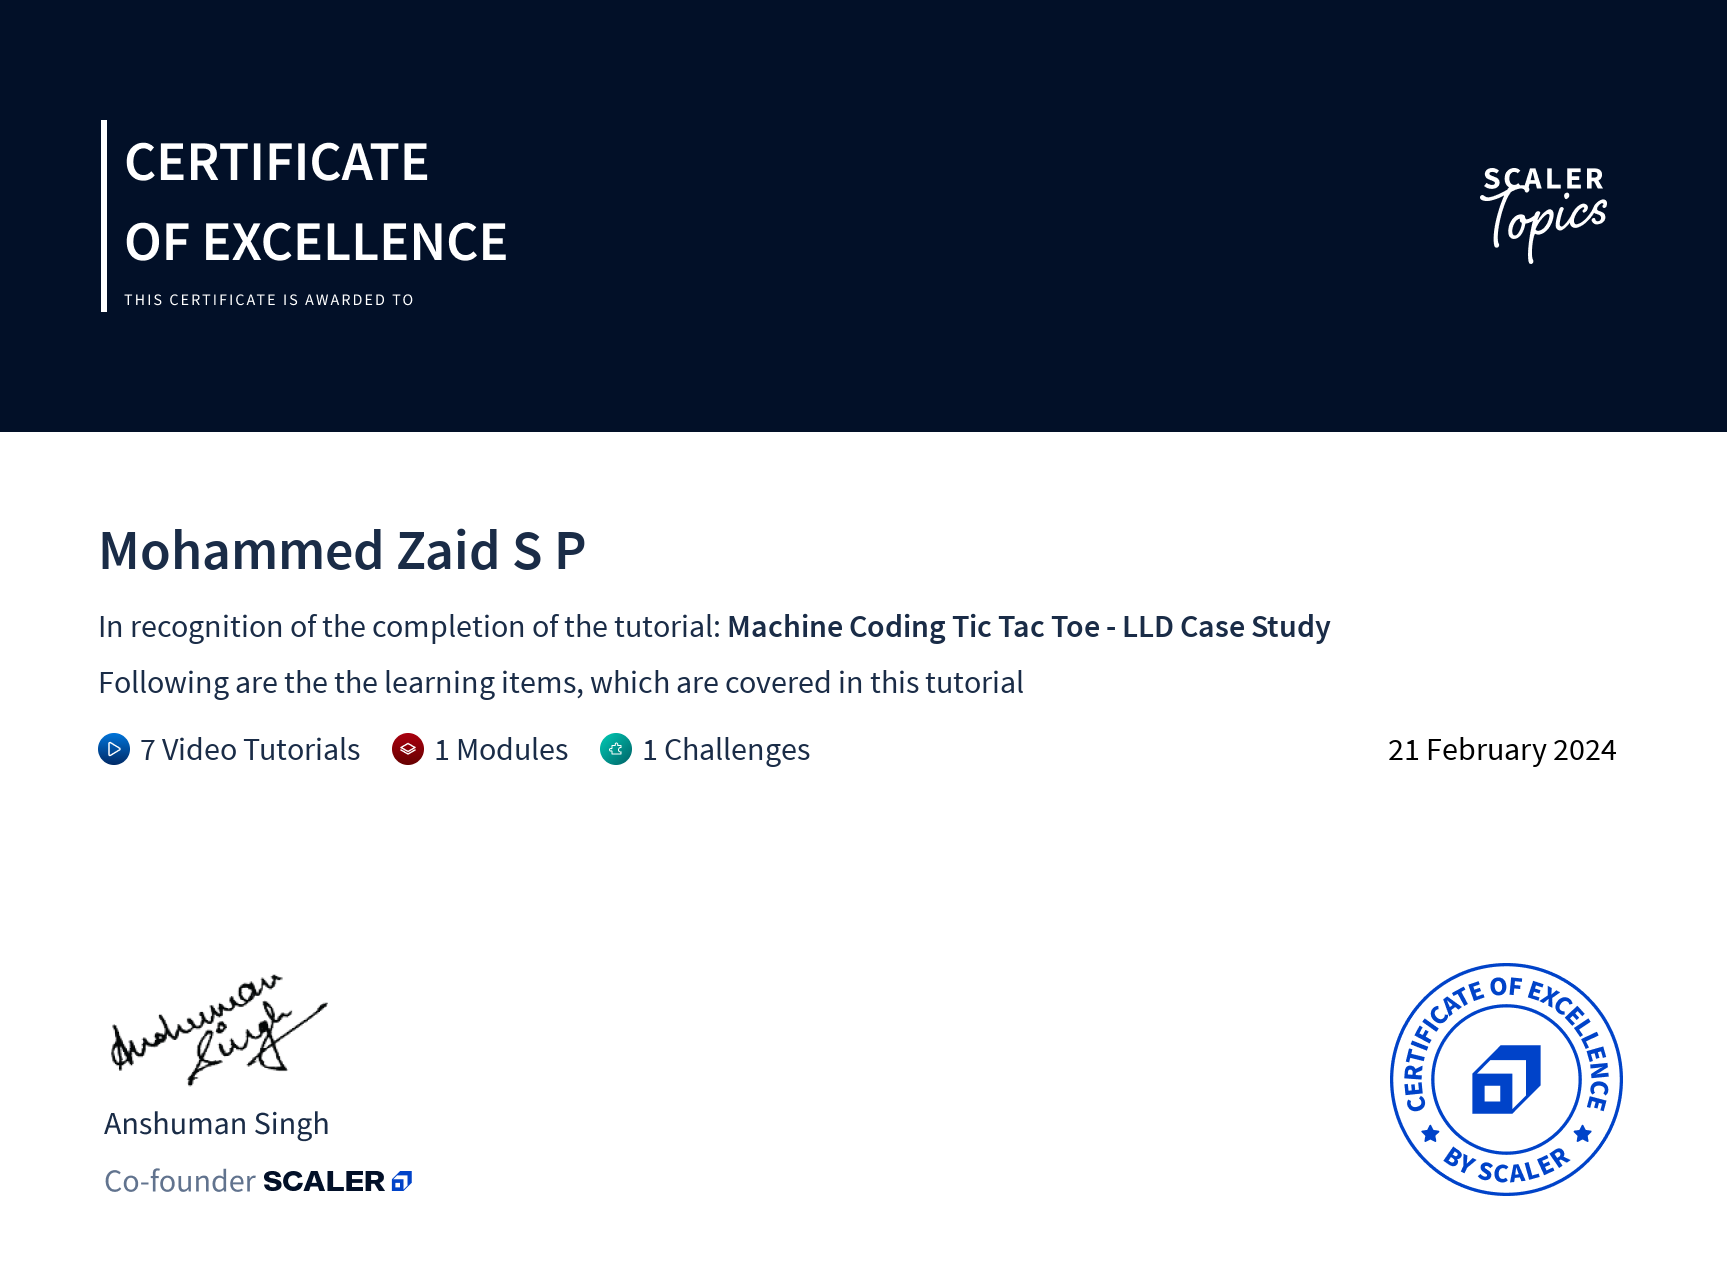 CERTIFICATE
OF EXCELLENCE
THIS CERTIFICATE IS AWARDED TO
SCALER
Topics
Mohammed Zaid S P
In recognition of the completion of the tutorial: Machine Coding Tic Tac Toe - LLD Case Study
Following are the the learning items, which are covered in this tutorial
7 Video Tutorials 1 Modules 1 Challenges 21 February 2024
Anshuman
Singh
Anshuman Singh
Co-founder SCALER
CERTIFICATE OF EXCELLENCE
BY SCALER